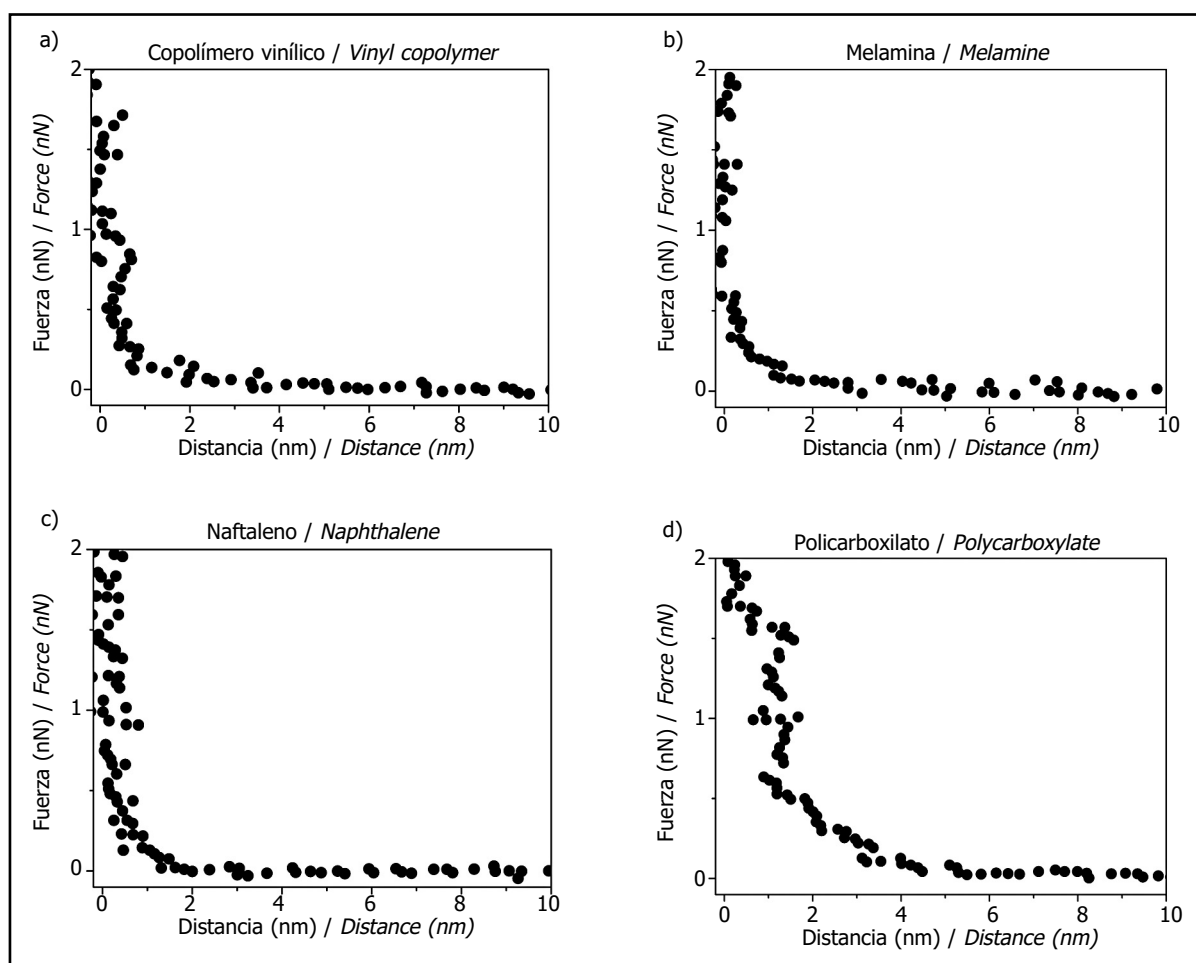 a)
Copolímero vinílico / Vinyl copolymer
2
1
0
Fuerza (nN) / Force (nN)
0 2 4 6 8 10
Distancia (nm) / Distance (nm)
b)
Melamina / Melamine
2
1
0
Fuerza (nN) / Force (nN)
0 2 4 6 8 10
Distancia (nm) / Distance (nm)
c)
Naftaleno / Naphthalene
2
1
0
Fuerza (nN) / Force (nN)
0 2 4 6 8 10
Distancia (nm) / Distance (nm)
d)
Policarboxilato / Polycarboxylate
2
1
0
Fuerza (nN) / Force (nN)
0 2 4 6 8 10
Distancia (nm) / Distance (nm)